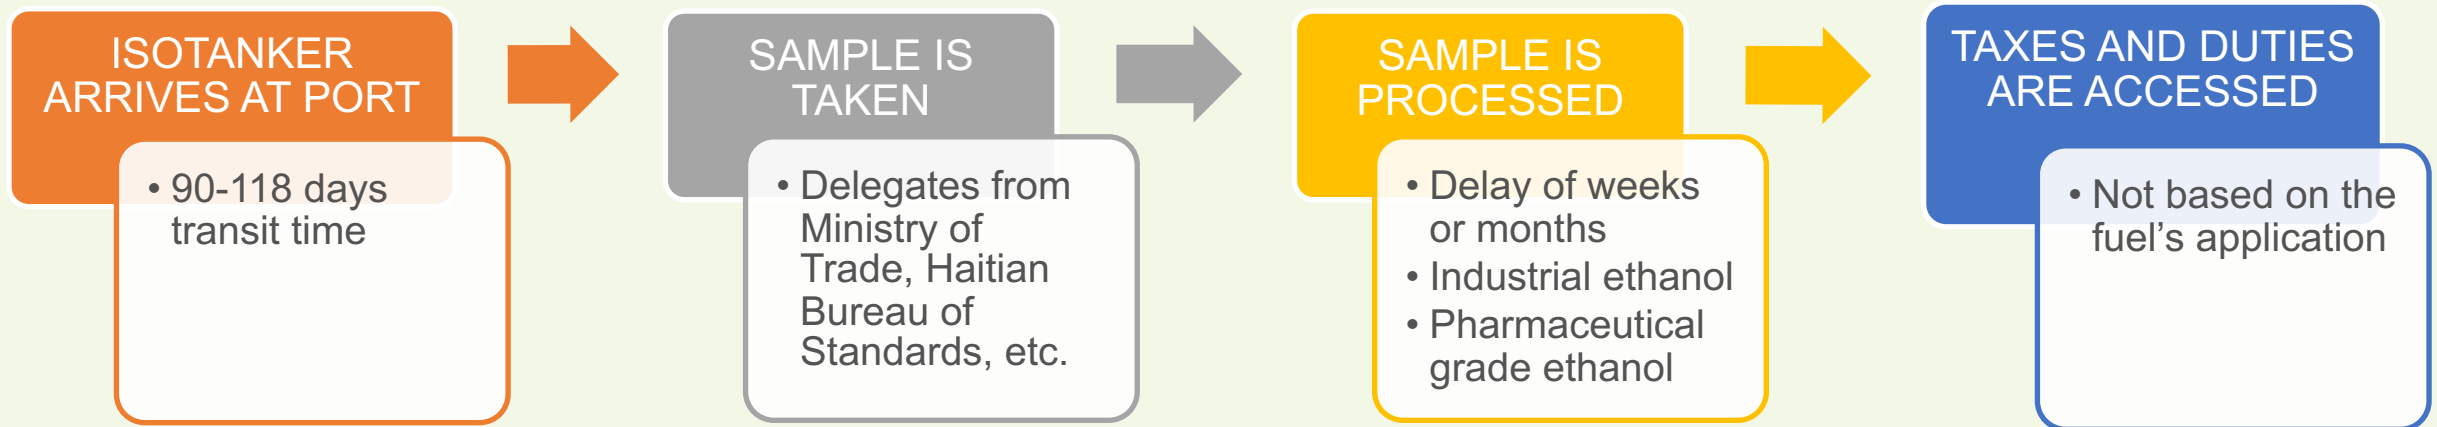 ISOTANKER
ARRIVES AT PORT
• 90-118 days
transit time
SAMPLE IS
TAKEN
• Delegates from
Ministry of
Trade, Haitian
Bureau of
Standards, etc.
SAMPLE IS
PROCESSED
• Delay of weeks
or months
• Industrial ethanol
• Pharmaceutical
grade ethanol
TAXES AND DUTIES
ARE ACCESSED
• Not based on the
fuel’s application